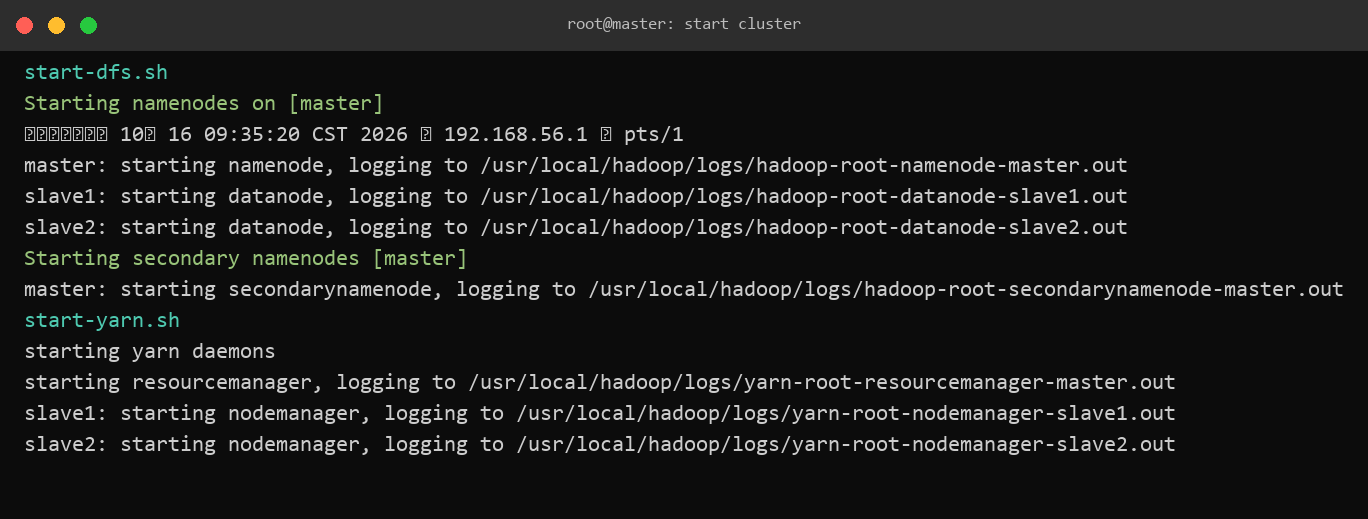 root@master: start cluster
start-dfs.sh
Starting namenodes on [master]
10 16 09:35:20 CST 2026 192.168.56.1 pts/1
master: starting namenode, logging to /usr/local/hadoop/logs/hadoop-root-namenode-master.out
slave1: starting datanode, logging to /usr/local/hadoop/logs/hadoop-root-datanode-slave1.out
slave2: starting datanode, logging to /usr/local/hadoop/logs/hadoop-root-datanode-slave2.out
Starting secondary namenodes [master]
master: starting secondarynamenode, logging to /usr/local/hadoop/logs/hadoop-root-secondarynamenode-master.out
start-yarn.sh
starting yarn daemons
starting resourcemanager, logging to /usr/local/hadoop/logs/yarn-root-resourcemanager-master.out
slave1: starting nodemanager, logging to /usr/local/hadoop/logs/yarn-root-nodemanager-slave1.out
slave2: starting nodemanager, logging to /usr/local/hadoop/logs/yarn-root-nodemanager-slave2.out